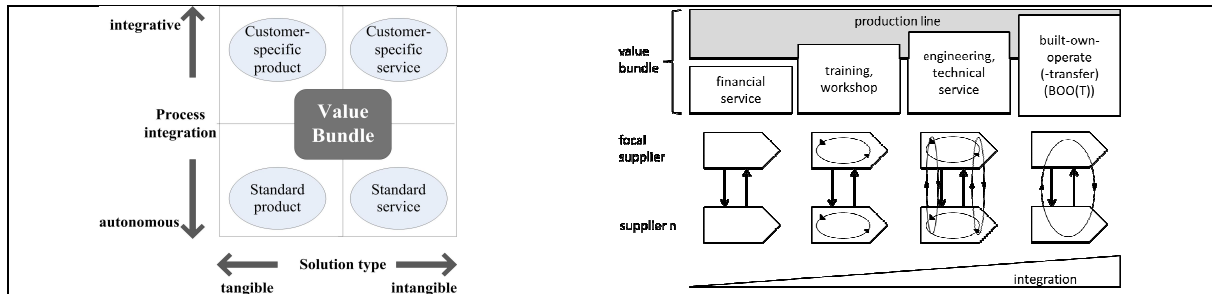 integrative
Customer-
specific
product
Customer-
specific
service
Process
integration
Value
Bundle
Standard
product
Standard
service
autonomous
Solution type
tangible
intangible
production line
value
bundle
financial
service
training,
workshop
engineering,
technical
service
built-own-
operate
(-transfer)
(BOO(T))
focal
supplier
supplier n
integration